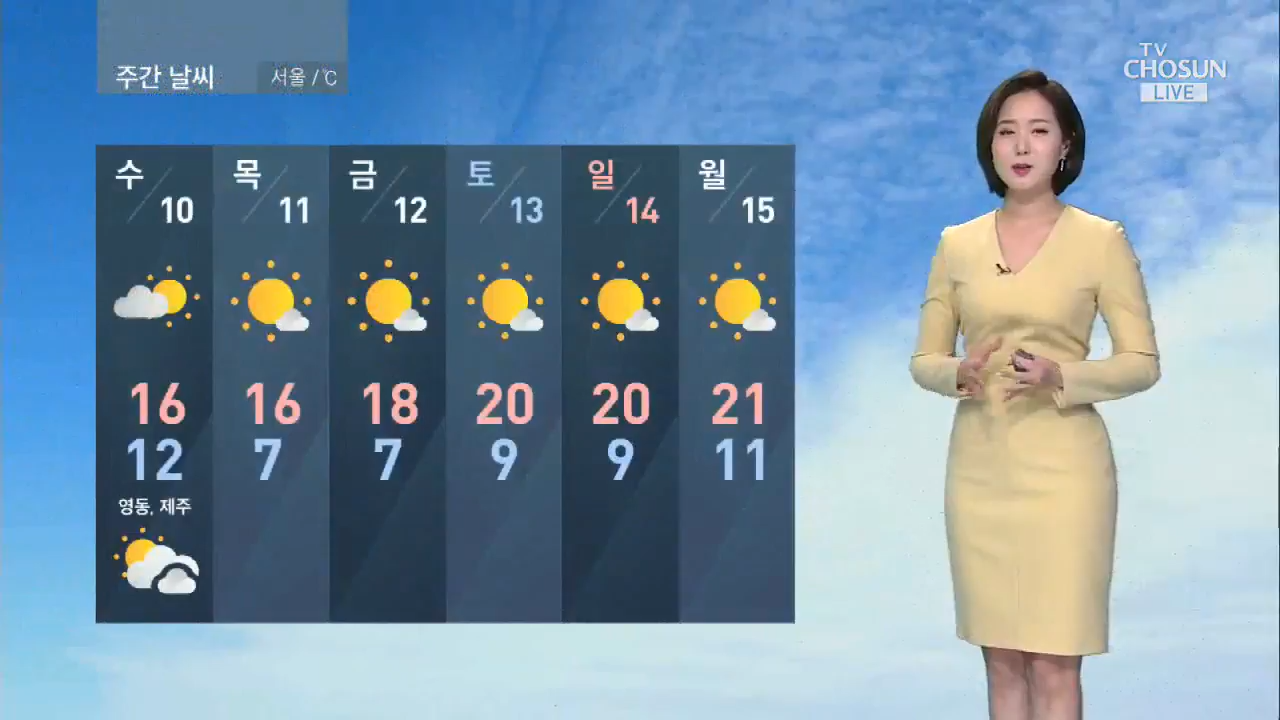 TV
CHOSUN
LIVE
주간 날씨 서울 /℃
수 목 금 토 일 월
10 11 12 13 14 15
16 16 18 20 20 21
12 7 7 9 9 11
영동, 제주